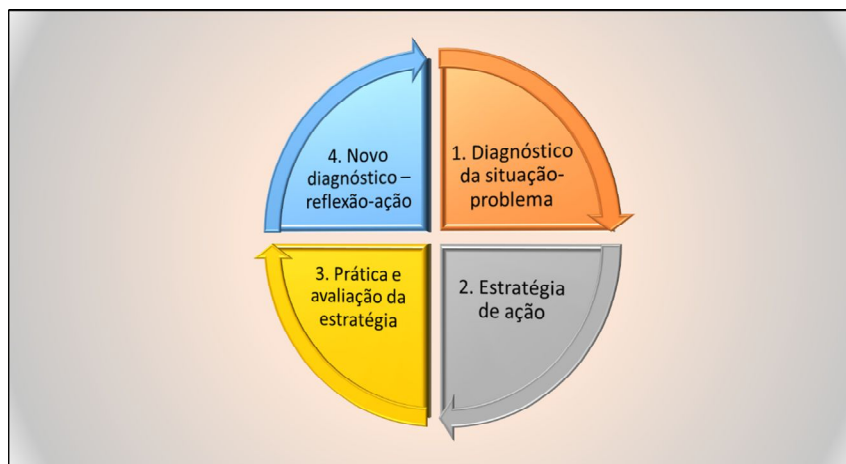 1. Diagnóstico
da situação-
problema
2. Estratégia
de ação
3. Prática e
avaliação da
estratégia
4. Novo
diagnóstico –
reflexão-ação